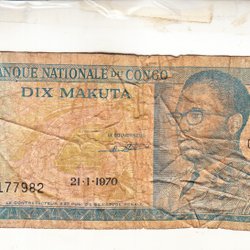 BANQUE NATIONALE DU CONGO
DIX MAKUTA
177982
21-1-1970